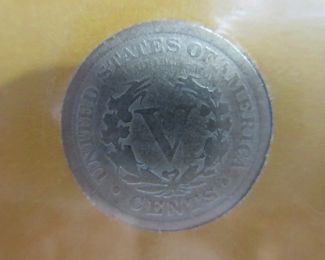 UNITED STATES OF AMERICA
V
CENTS